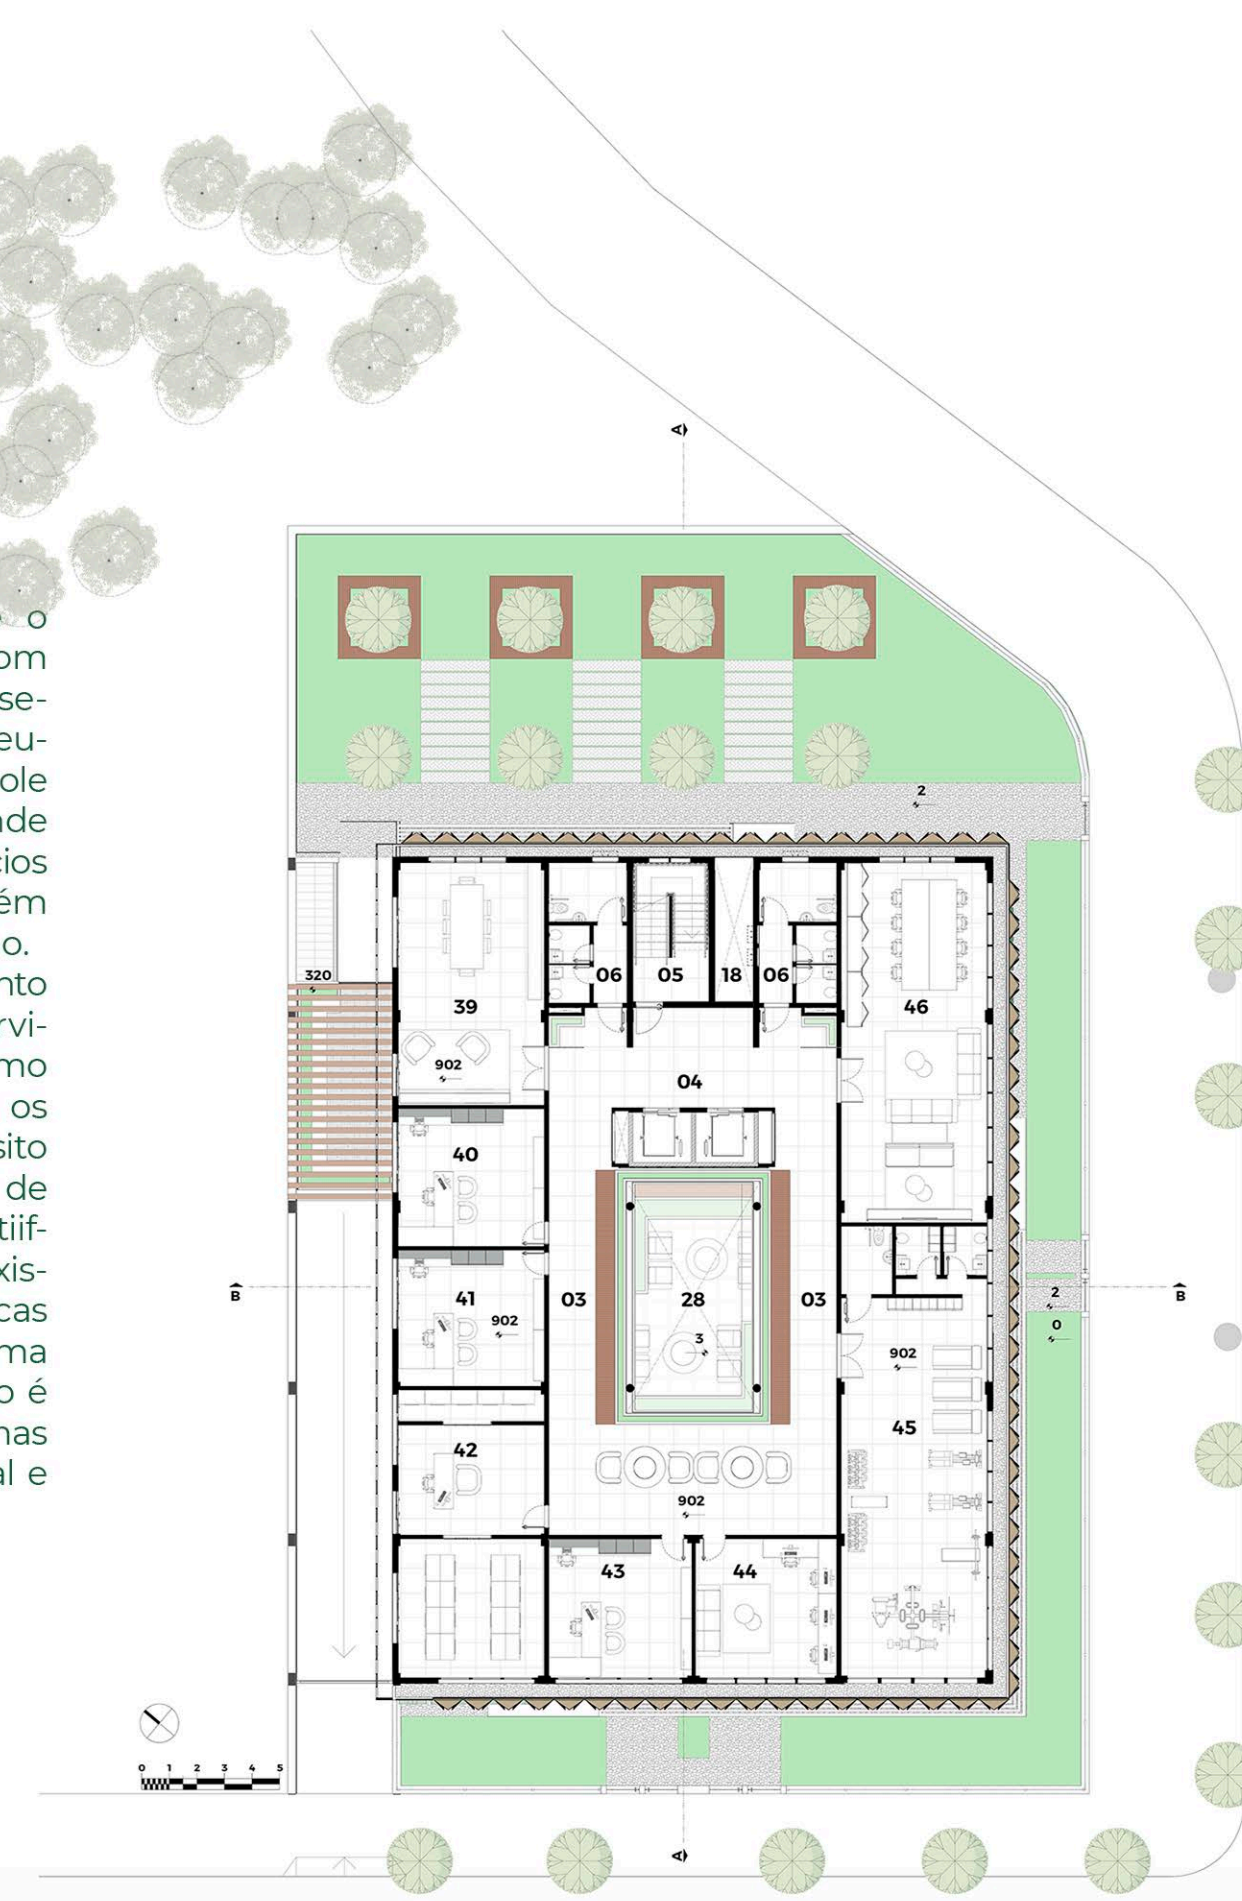 o
om
se-
eu-
ole
ade
cios
ém
o.
nto
rvi-
mo
os
sito
de
tiif-
xis-
cas
ma
o é
nas
al e
A
2
320
06
05
18
06
39
46
902
04
40
B
41
03
28
03
2
B
902
3
0
902
45
42
902
43
44
0 1 2 3 4 5
A